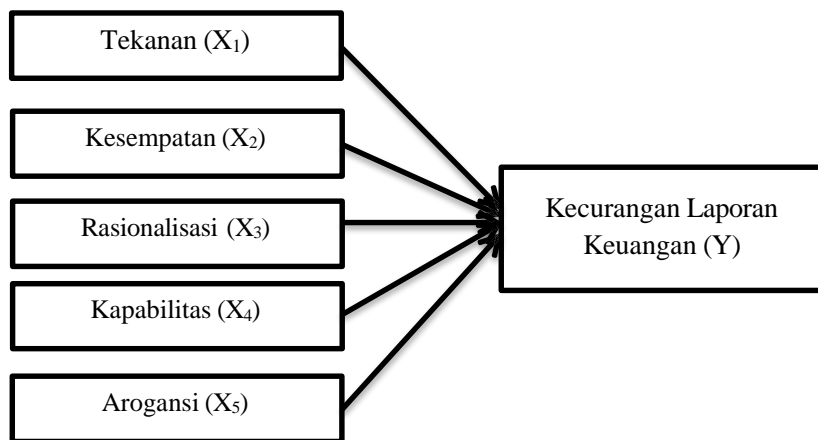 Tekanan (X₁)
Kesempatan (X₂)
Rasionalisasi (X₃)
Kapabilitas (X₄)
Arogansi (X₅)
Kecurangan Laporan
Keuangan (Y)